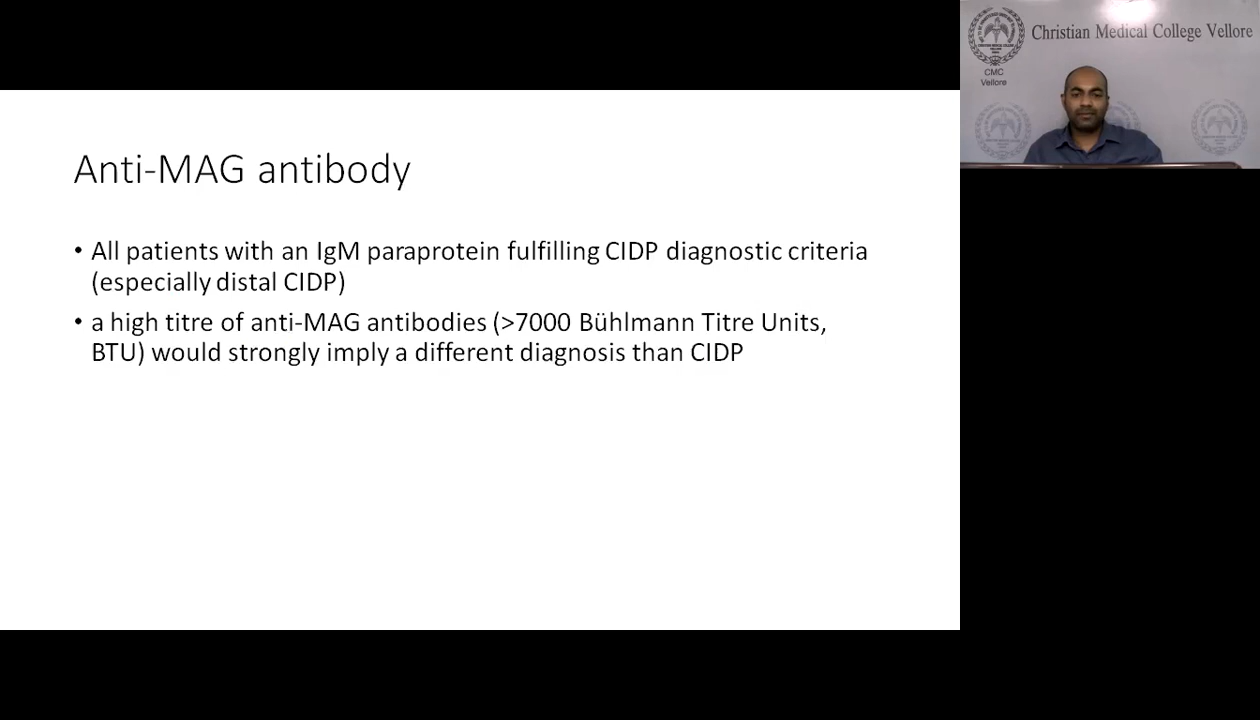 Anti-MAG antibody
• All patients with an IgM paraprotein fulfilling CIDP diagnostic criteria
(especially distal CIDP)
• a high titre of anti-MAG antibodies (>7000 Bühlmann Titre Units,
BTU) would strongly imply a different diagnosis than CIDP
Christian Medical College Vellore
CMC
Vellore